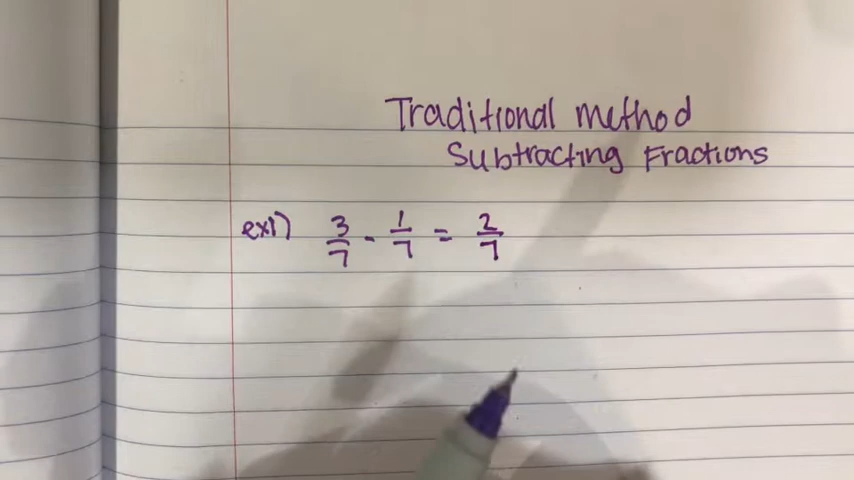 Traditional method
Subtracting Fractions
ex1) 3/7 - 1/7 = 2/7